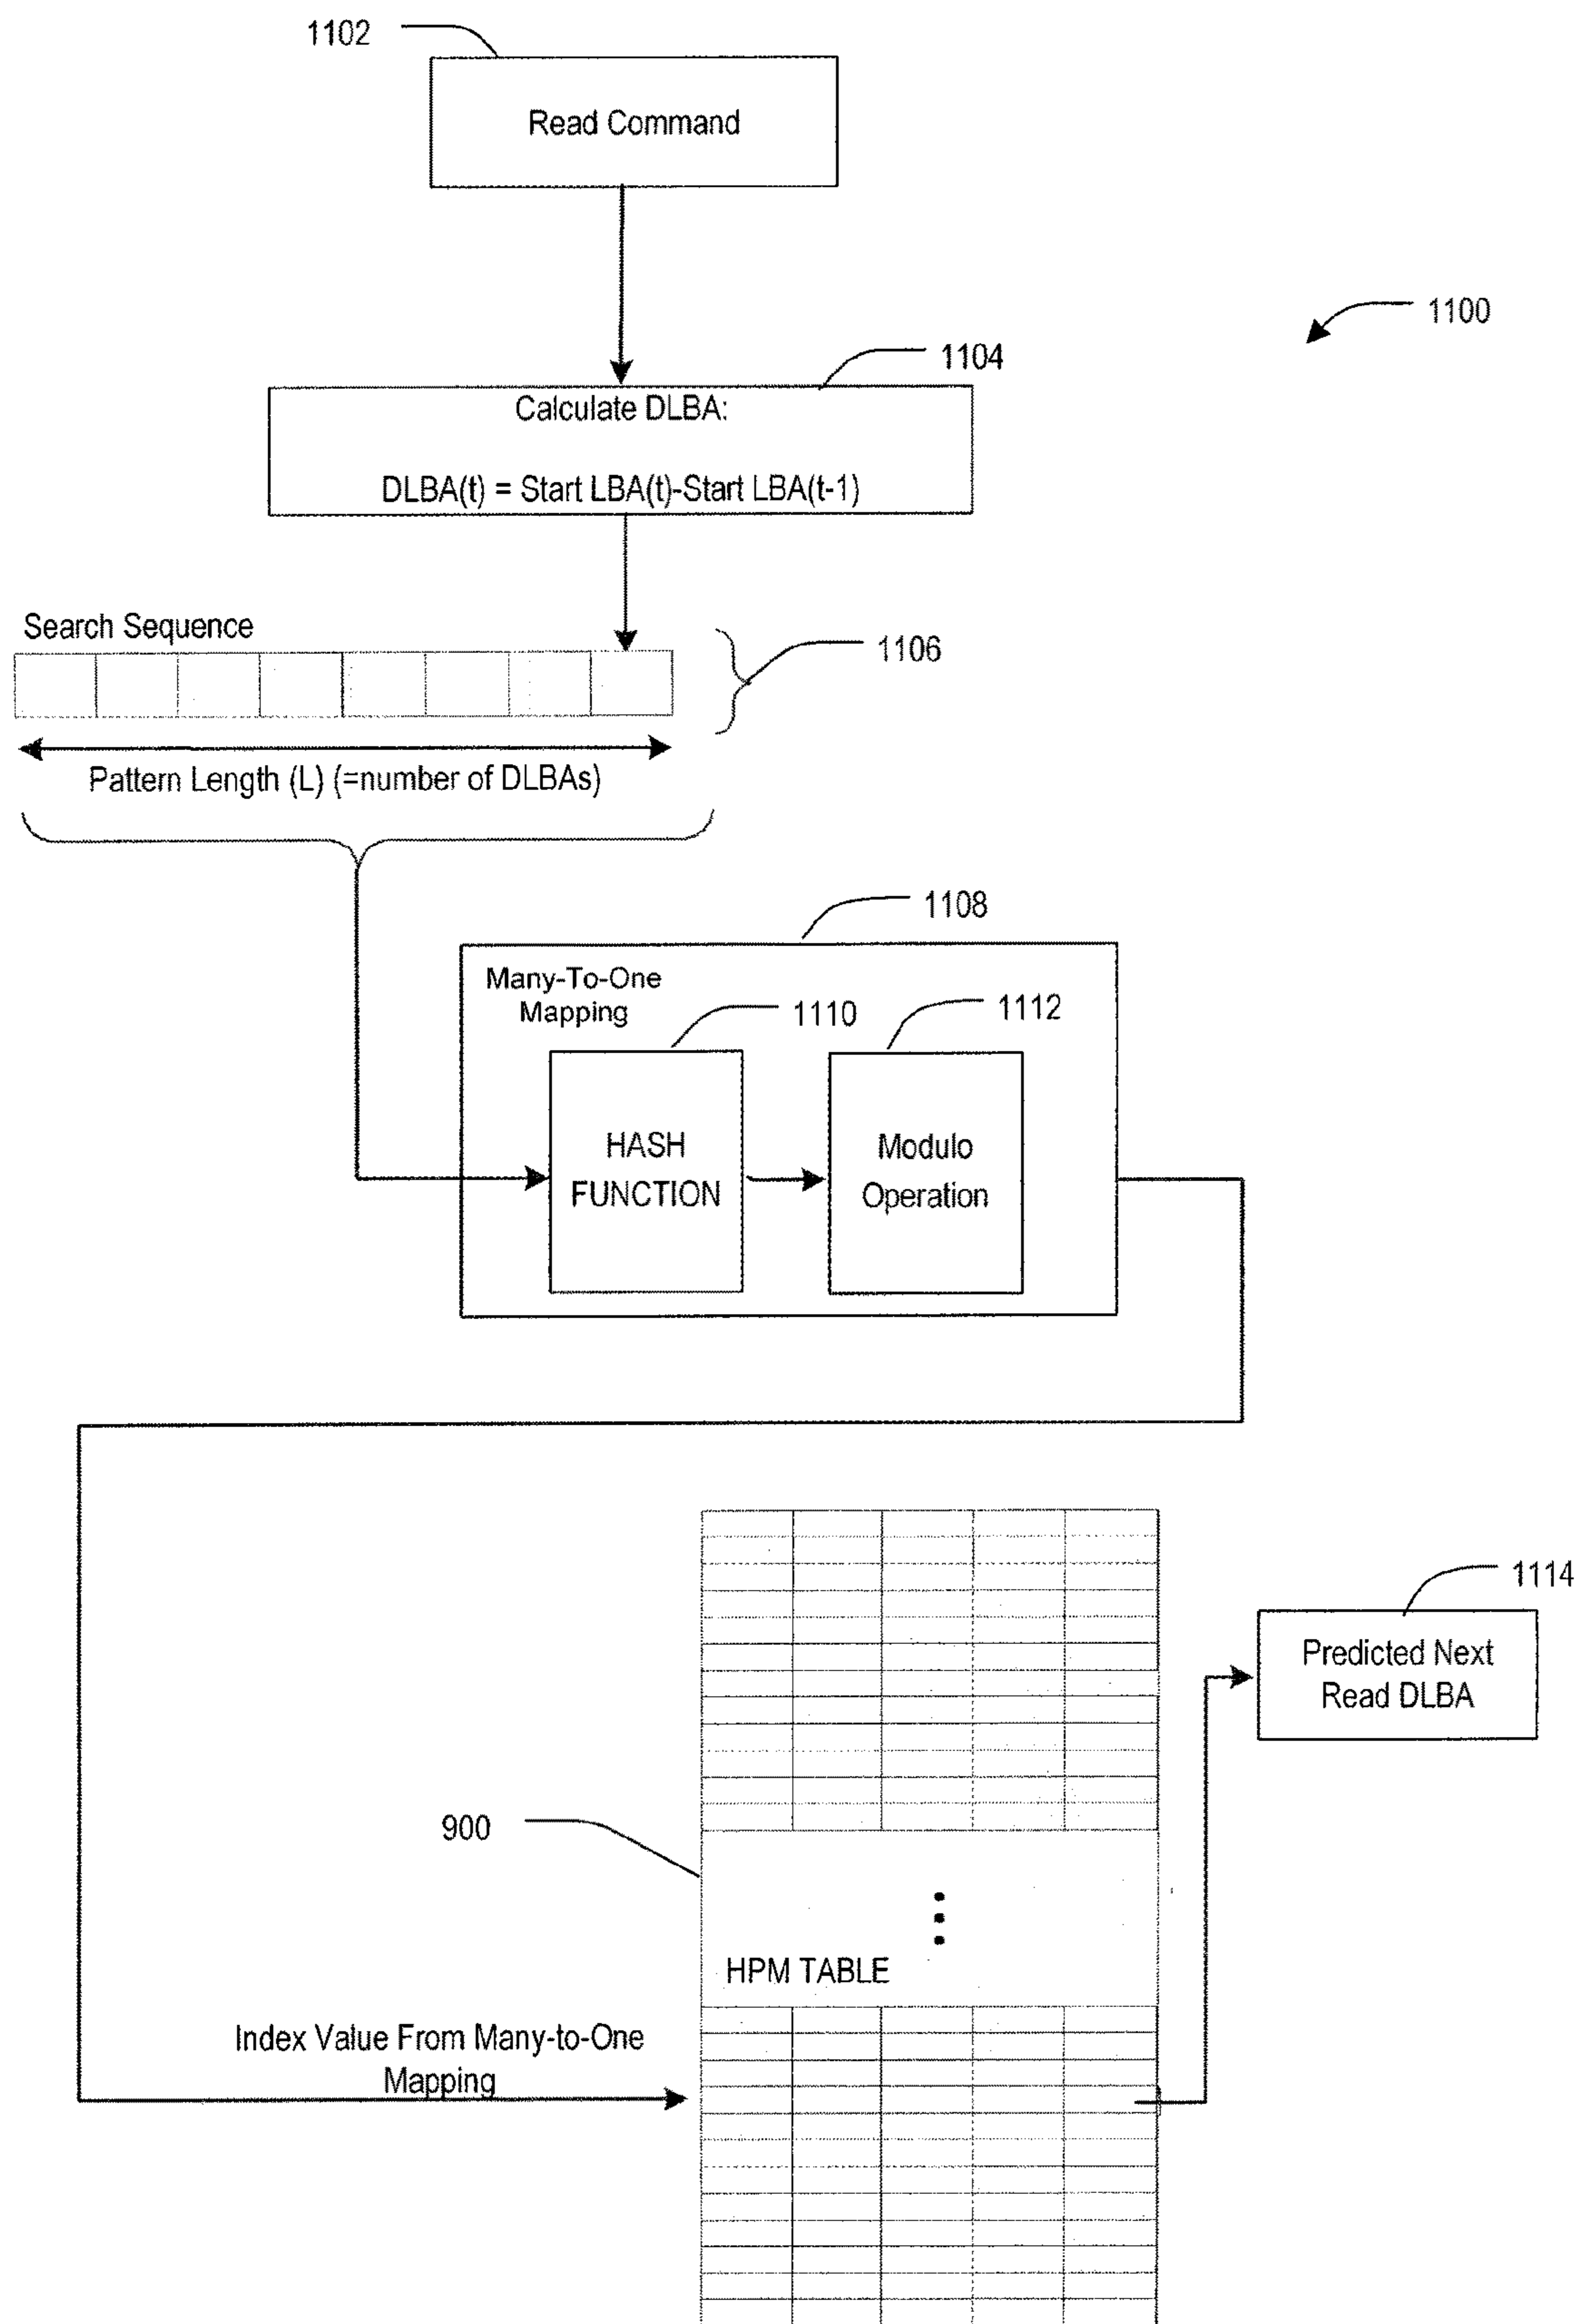 1102
Read Command
1100
1104
Calculate DLBA:
DLBA(t) = Start LBA(t)-Start LBA(t-1)
Search Sequence
1106
Pattern Length (L) (=number of DLBAs)
1108
Many-To-One
Mapping
1110
1112
HASH
FUNCTION
Modulo
Operation
1114
Predicted Next
Read DLBA
900
HPM TABLE
Index Value From Many-to-One
Mapping